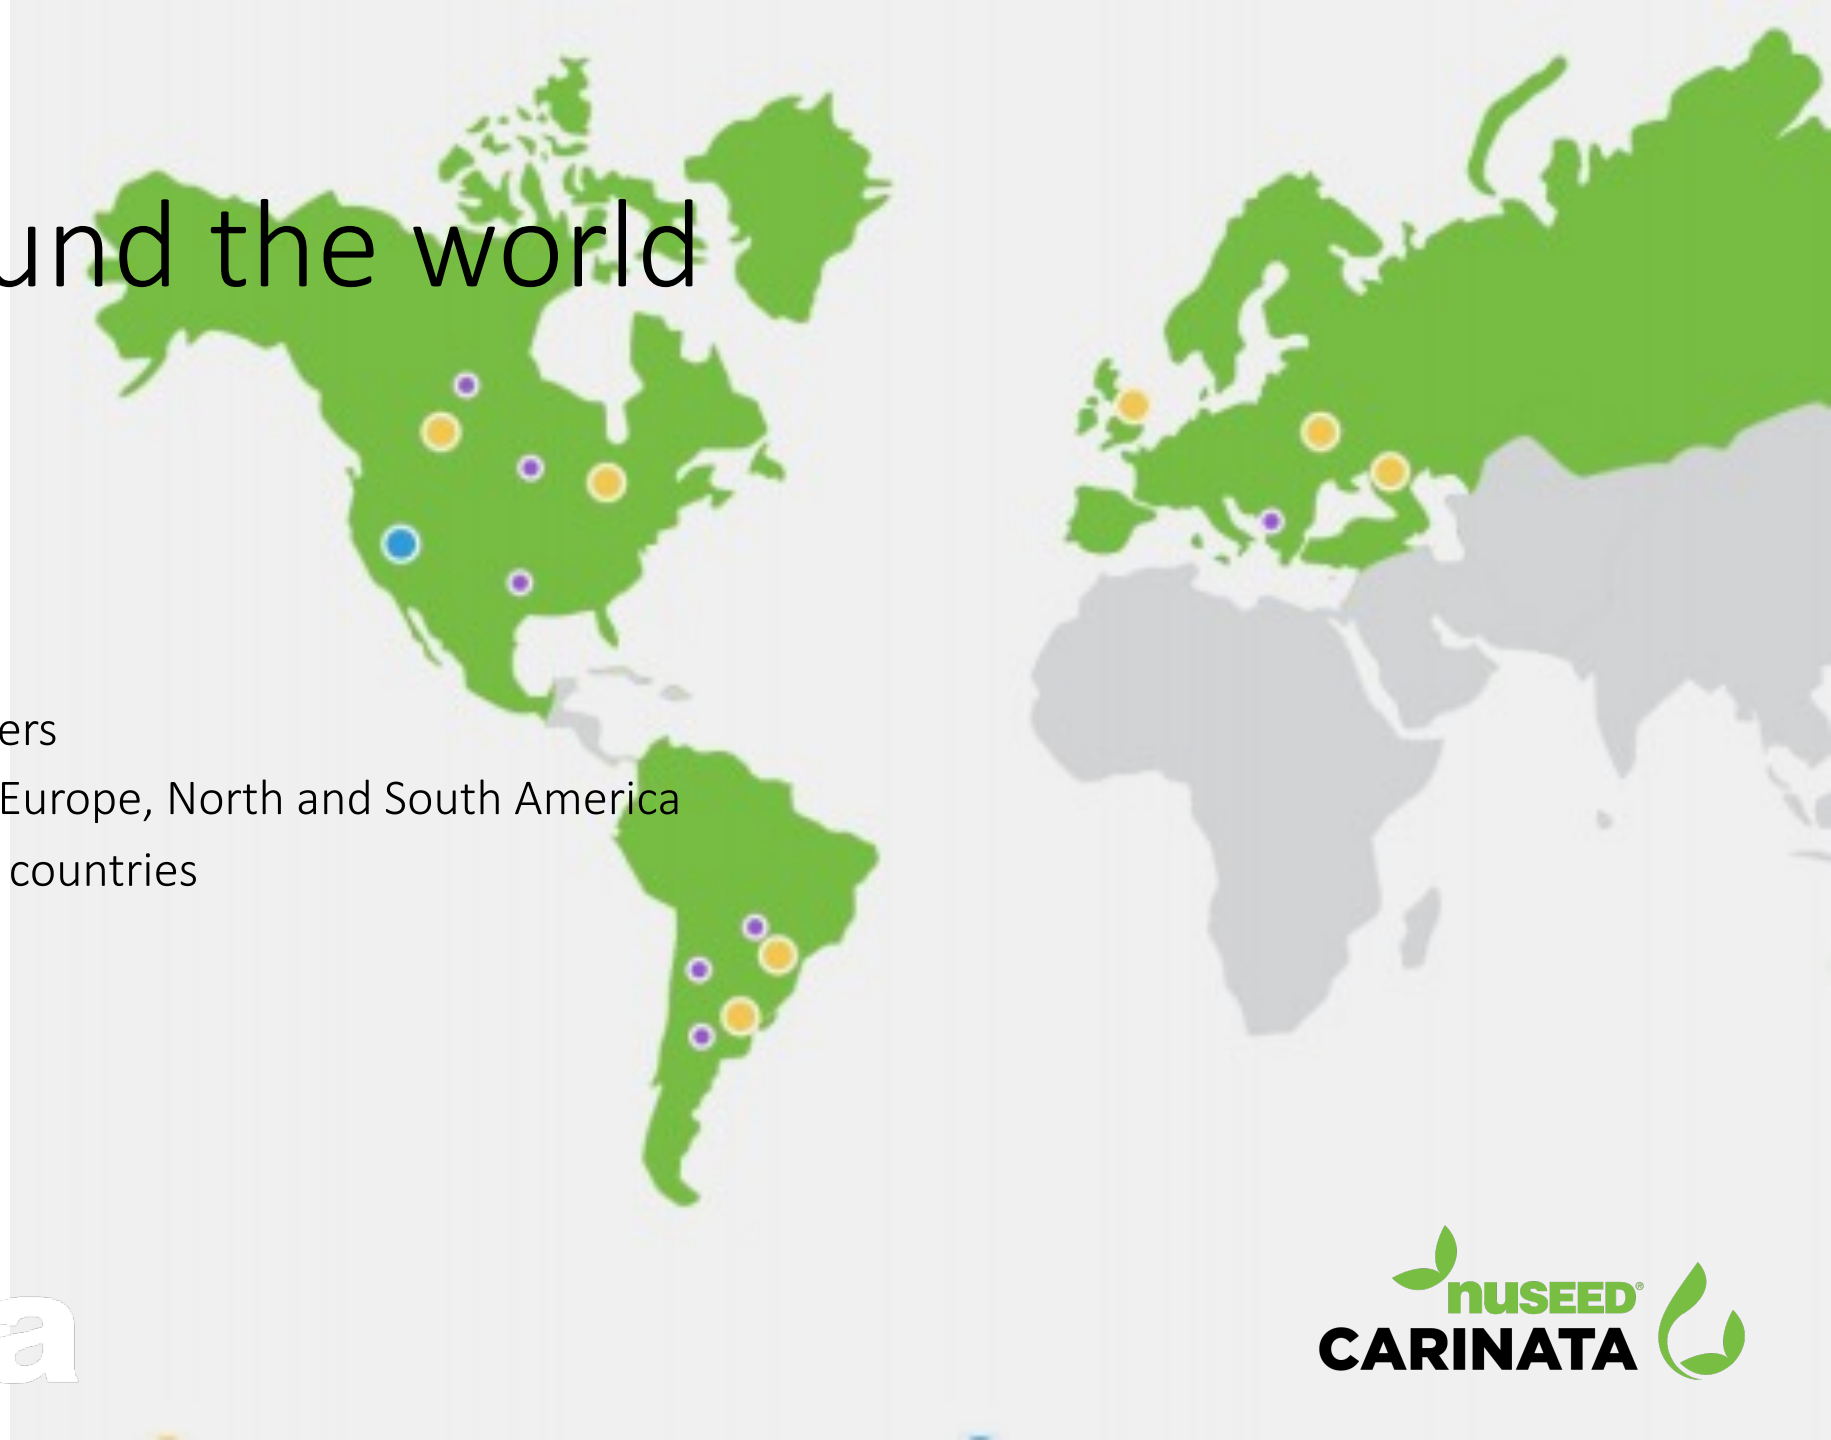 und the world
ers
Europe, North and South America
countries
nuseed®
CARINATA
a